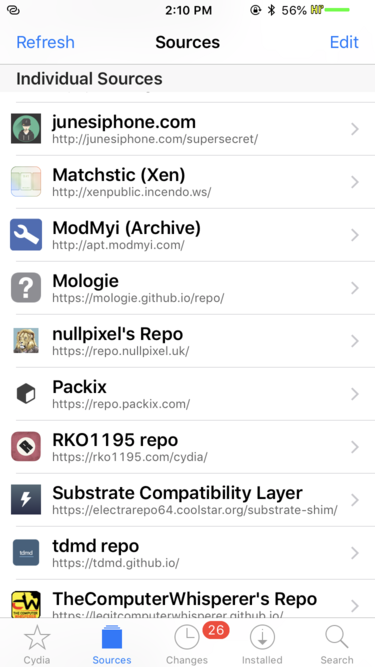 2:10 PM
56%
Refresh
Sources
Edit
Individual Sources
junesiphone.com
http://junesiphone.com/supersecret/
Matchstic (Xen)
http://xenpublic.incendo.ws/
ModMyi (Archive)
http://apt.modmyi.com/
Mologie
https://mologie.github.io/repo/
nullpixel's Repo
https://repo.nullpixel.uk/
Packix
https://repo.packix.com/
RKO1195 repo
https://rko1195.com/cydia/
Substrate Compatibility Layer
https://electrarepo64.coolstar.org/substrate-shim/
tdmd
tdmd repo
https://tdmd.github.io/
CW
TheComputerWhisperer's Repo
https://legitcomputerwhisperer.github.io/
26
Cydia
Sources
Changes
Installed
Search